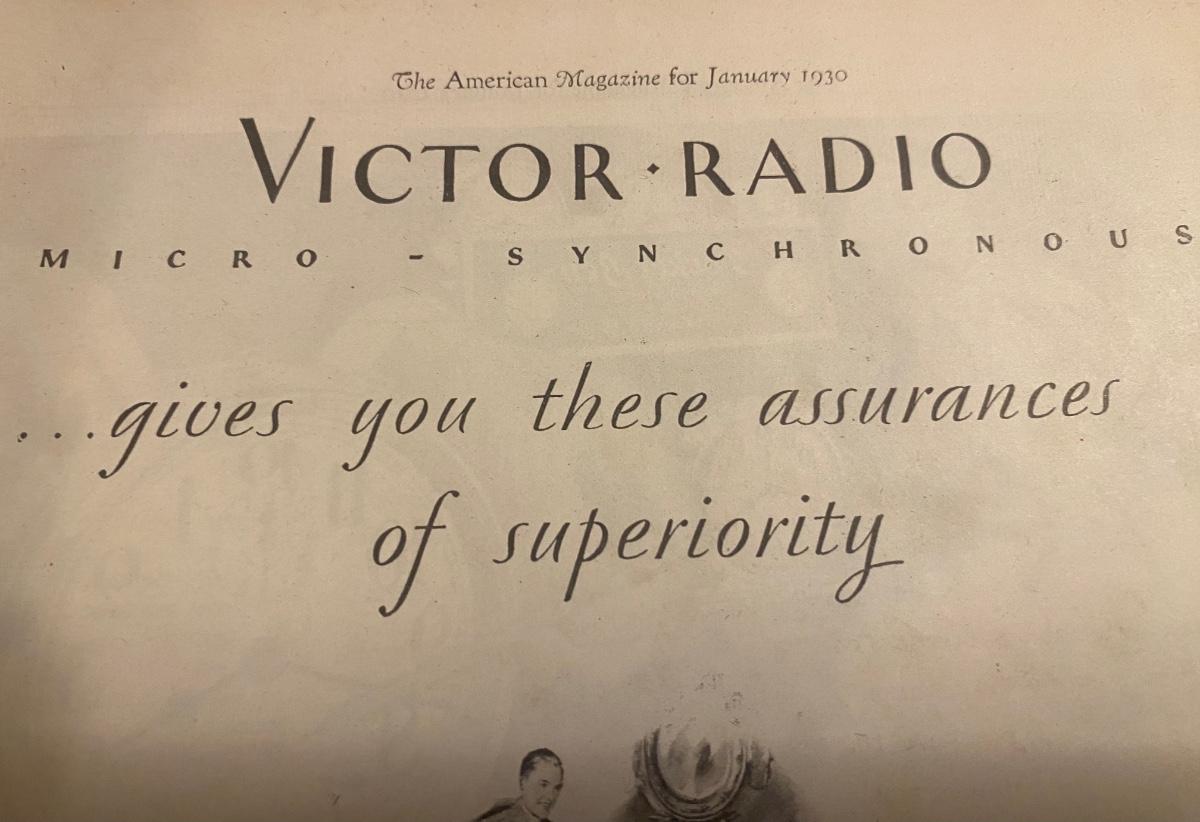 The American Magazine for January 1930
VICTOR · RADIO
MICRO - SYNCHRONOUS
...gives you these assurances
of superiority